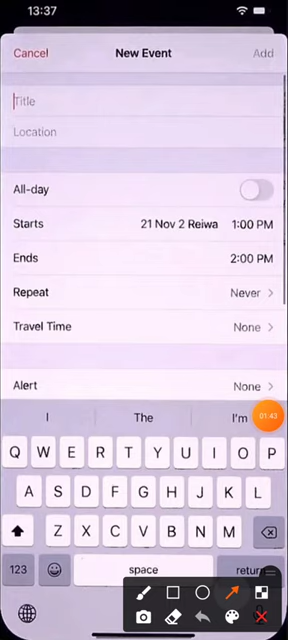 13:37
Cancel New Event Add
Title
Location
All-day
Starts 21 Nov 2 Reiwa 1:00 PM
Ends 2:00 PM
Repeat Never
Travel Time None
Alert None
I The I'm
01:43
Q W E R T Y U I O P
A S D F G H J K L
Z X C V B N M
123 space return